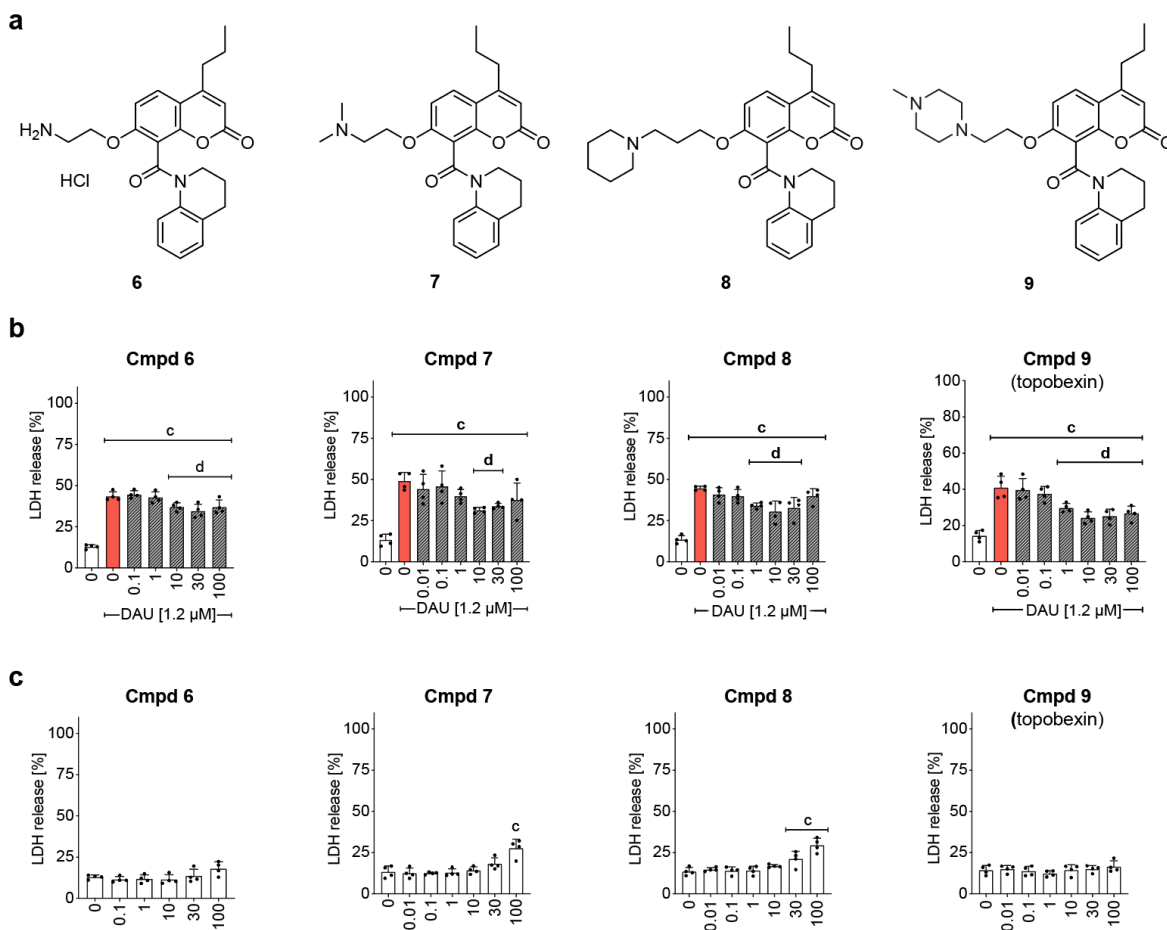 a
H2N
O
O
O
HCl
O
N
6
N
O
O
O
O
N
7
N
O
O
O
O
N
8
N
N
O
O
O
O
N
9
b
Cmpd 6
LDH release [%]
100
75
50
25
0
c
d
0 0 0.1 1 10 30 100
DAU [1.2 µM]
Cmpd 7
LDH release [%]
100
75
50
25
0
c
d
0 0 0.01 0.1 1 10 30 100
DAU [1.2 µM]
Cmpd 8
LDH release [%]
100
75
50
25
0
c
d
0 0 0.01 0.1 1 10 30 100
DAU [1.2 µM]
Cmpd 9
(topobexin)
LDH release [%]
100
80
60
40
20
0
c
d
0 0 0.01 0.1 1 10 30 100
DAU [1.2 µM]
c
Cmpd 6
LDH release [%]
100
75
50
25
0
0 0.1 1 10 30 100
Cmpd 7
LDH release [%]
100
75
50
25
0
c
0 0.01 0.1 1 10 30 100
Cmpd 8
LDH release [%]
100
75
50
25
0
c
0 0.01 0.1 1 10 30 100
Cmpd 9
(topobexin)
LDH release [%]
100
75
50
25
0
0 0.01 0.1 1 10 30 100